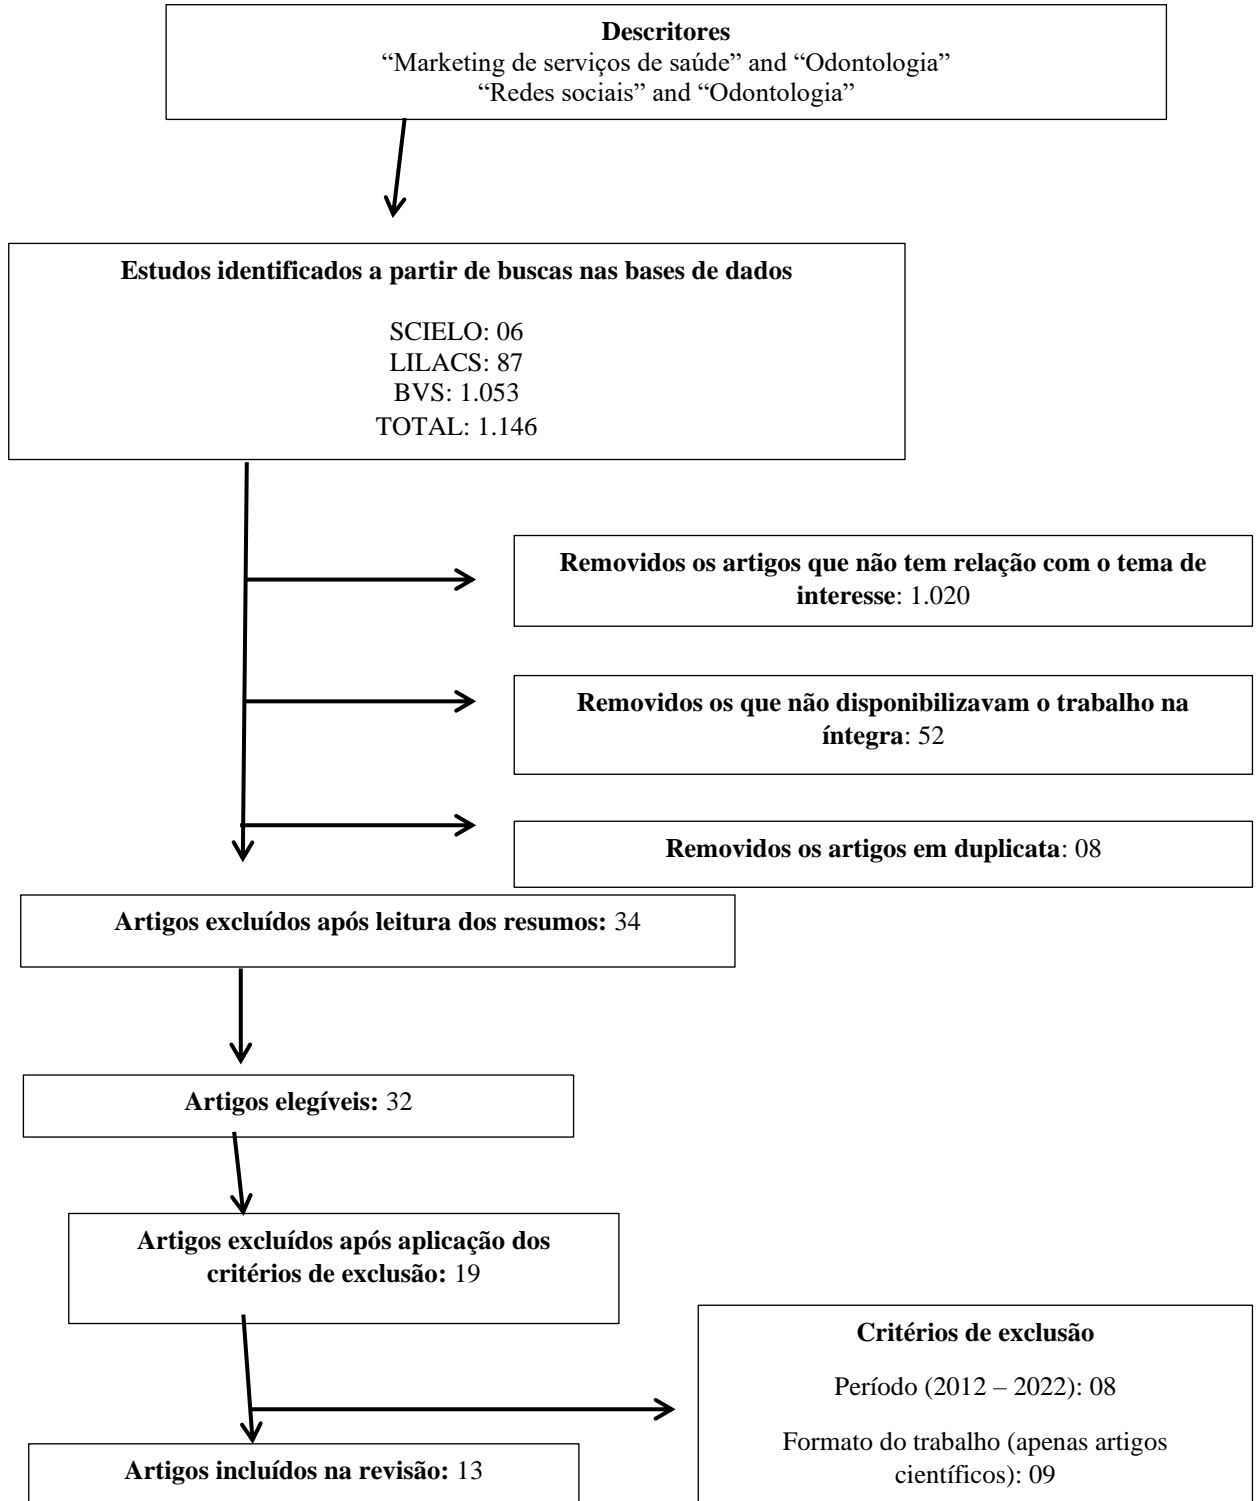 Descritores
“Marketing de serviços de saúde” and “Odontologia”
“Redes sociais” and “Odontologia”
Estudos identificados a partir de buscas nas bases de dados
SCIELO: 06
LILACS: 87
BVS: 1.053
TOTAL: 1.146
Removidos os artigos que não tem relação com o tema de
interesse: 1.020
Removidos os que não disponibilizavam o trabalho na
íntegra: 52
Removidos os artigos em duplicata: 08
Artigos excluídos após leitura dos resumos: 34
Artigos elegíveis: 32
Artigos excluídos após aplicação dos
critérios de exclusão: 19
Critérios de exclusão
Período (2012 – 2022): 08
Formato do trabalho (apenas artigos
científicos): 09
Artigos incluídos na revisão: 13